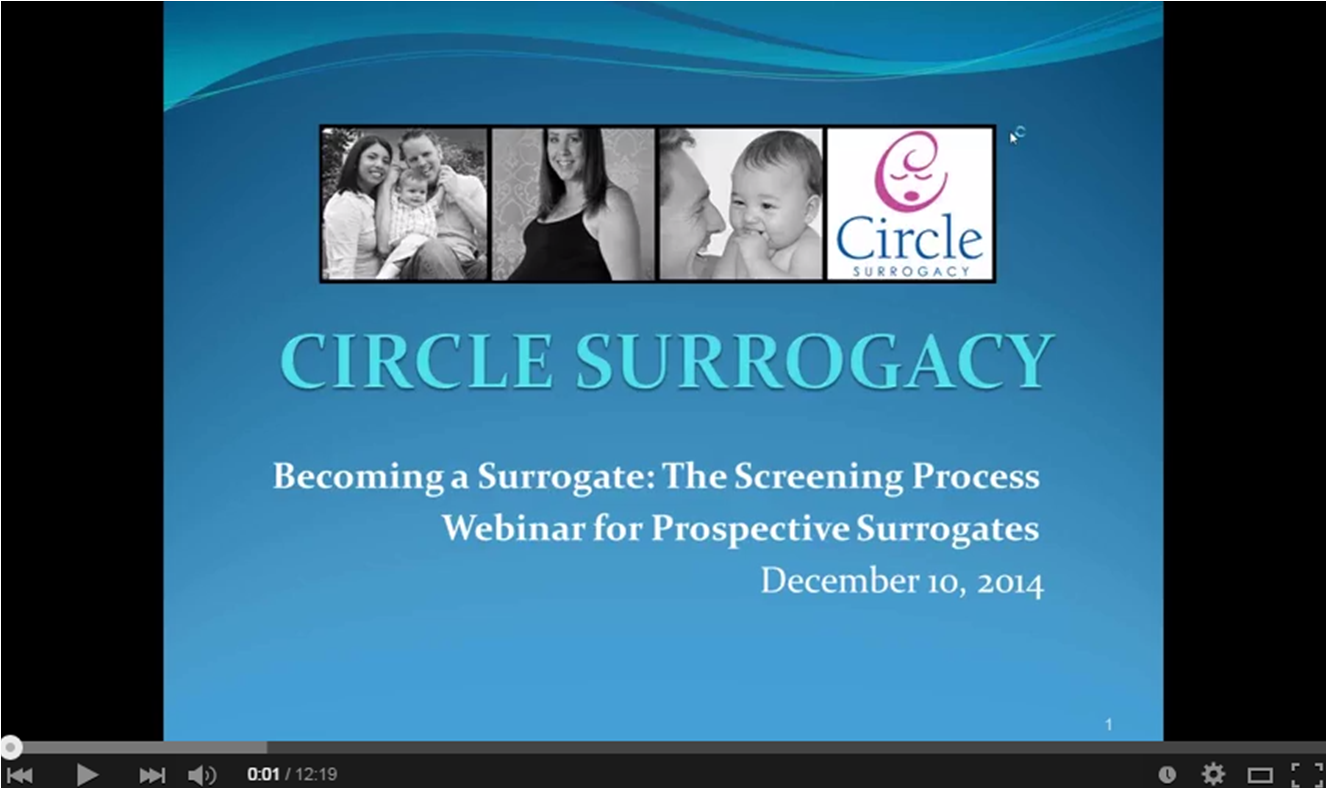 Circle
SURROGACY
CIRCLE SURROGACY
Becoming a Surrogate: The Screening Process
Webinar for Prospective Surrogates
December 10, 2014
1
0:01 / 12:19